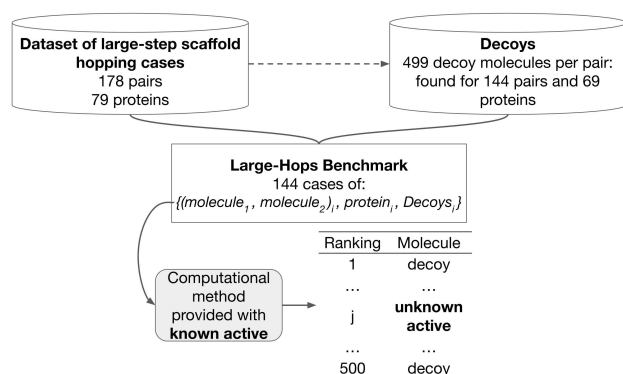 Dataset of large-step scaffold
hopping cases
178 pairs
79 proteins
Decoys
499 decoy molecules per pair:
found for 144 pairs and 69
proteins
Large-Hops Benchmark
144 cases of:
{(molecule₁, molecule₂)ᵢ, proteinᵢ, Decoysᵢ}
Computational
method
provided with
known active
Ranking Molecule
1 decoy
... ...
j unknown
active
... ...
500 decoy